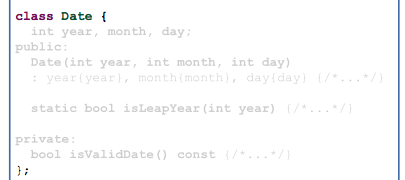 class Date {
int year, month, day;
public:
Date(int year, int month, int day)
: year{year}, month{month}, day{day} {/*...*/}
static bool isLeapYear(int year) {/*...*/}
private:
bool isValidDate() const {/*...*/}
};